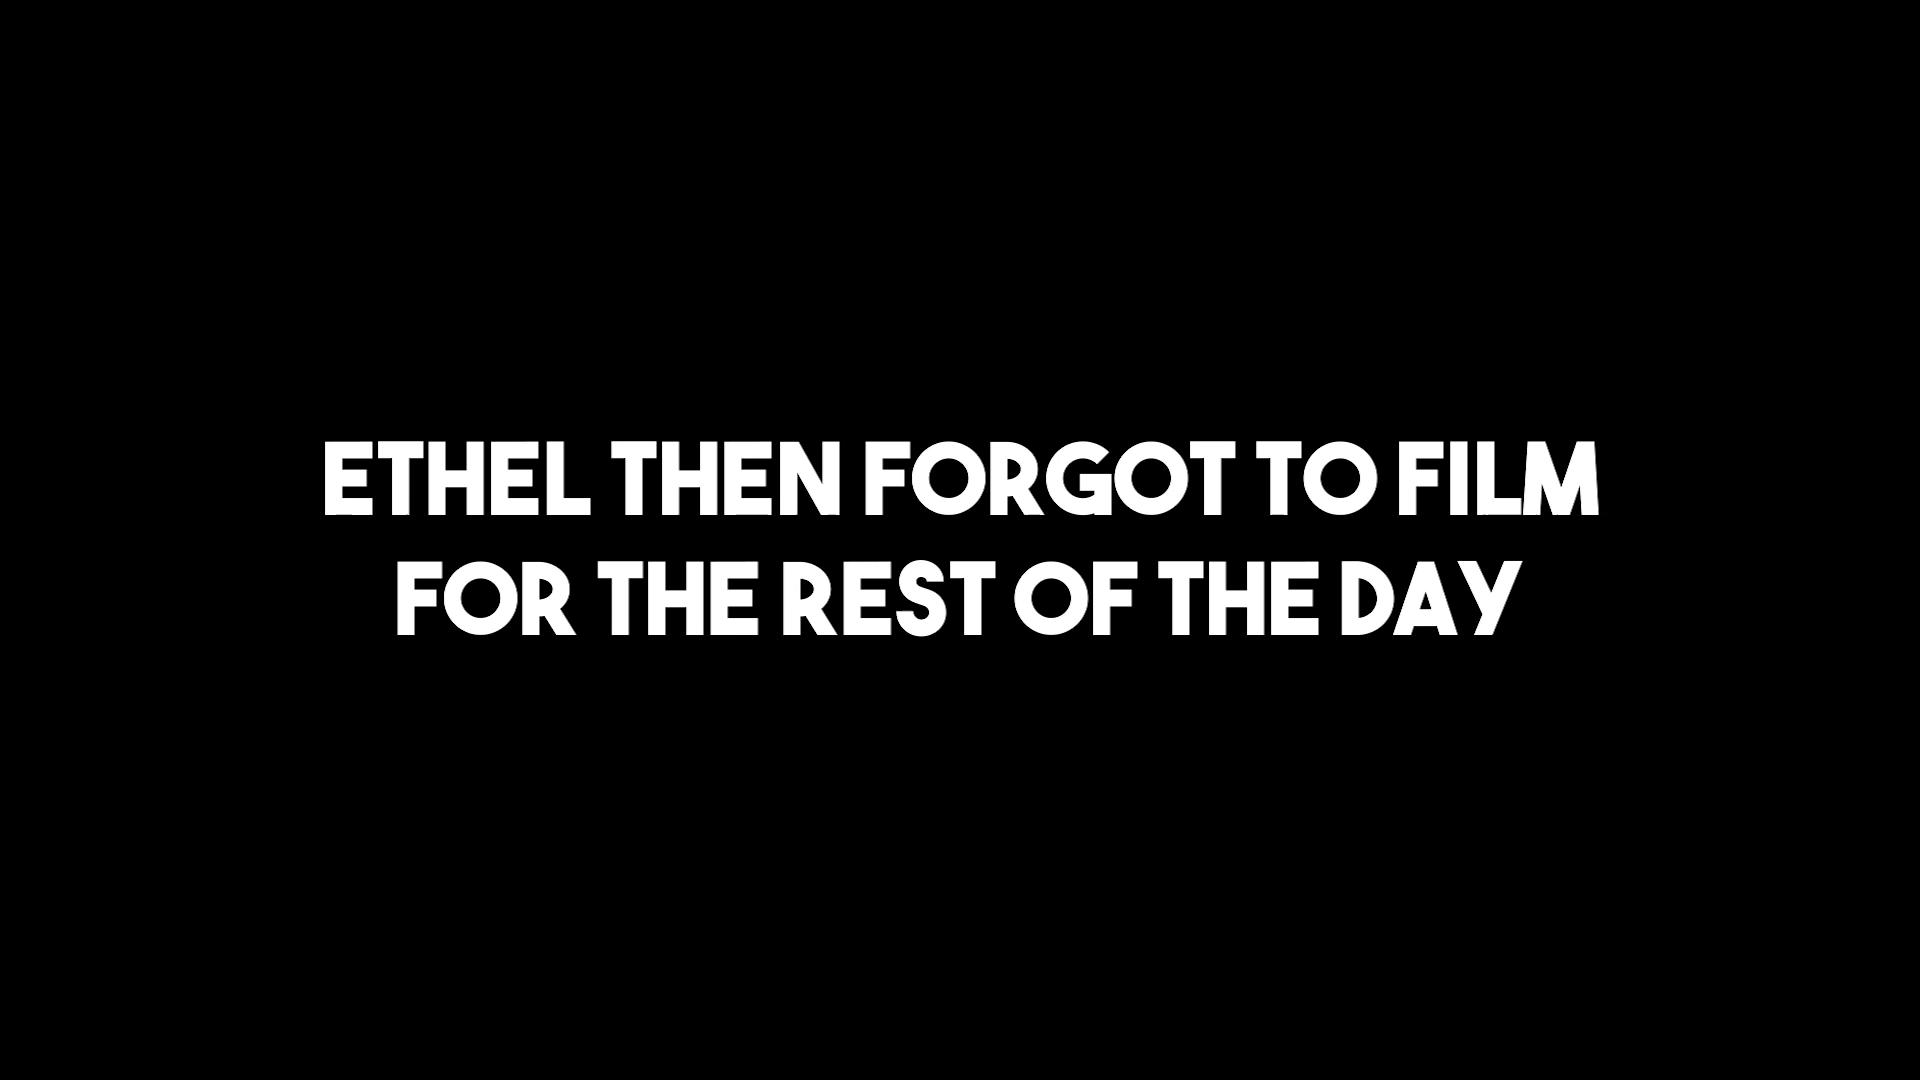 ETHEL THEN FORGOT TO FILM
FOR THE REST OF THE DAY